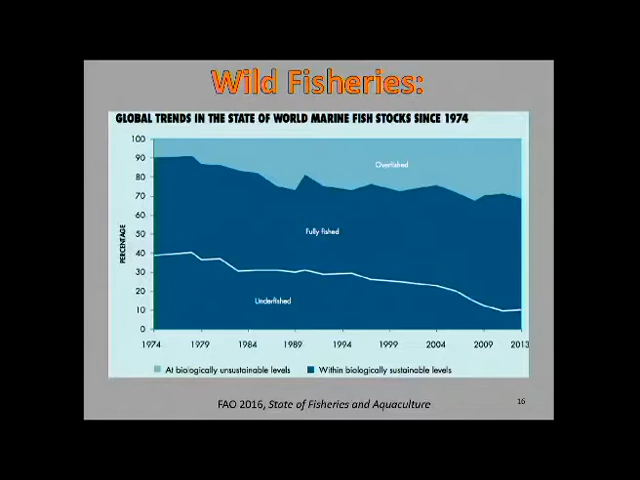 Wild Fisheries:
GLOBAL TRENDS IN THE STATE OF WORLD MARINE FISH STOCKS SINCE 1974
100
90
80
70
60
50
40
30
20
10
0
PERCENTAGE
Overfished
Fully fished
Underfished
1974 1979 1984 1989 1994 1999 2004 2009 2013
At biologically unsustainable levels Within biologically sustainable levels
FAO 2016, State of Fisheries and Aquaculture
16